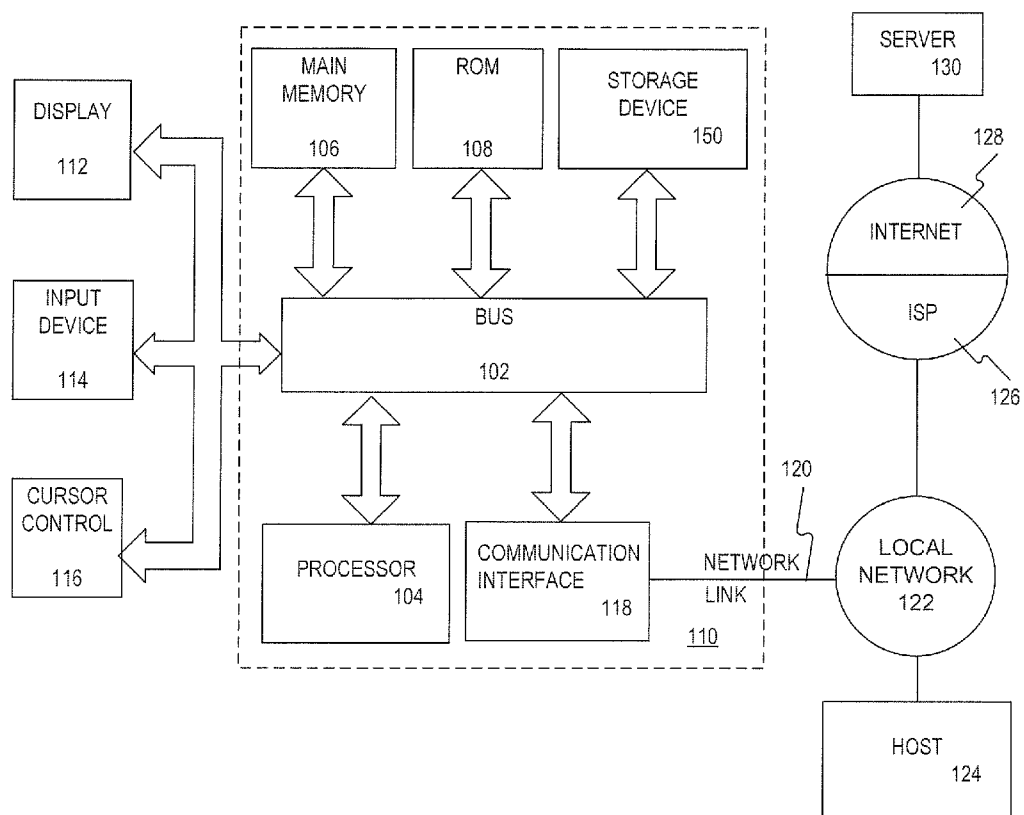 SERVER
130
MAIN
MEMORY
106
ROM
108
STORAGE
DEVICE
150
DISPLAY
112
128
INTERNET
ISP
126
INPUT
DEVICE
114
BUS
102
CURSOR
CONTROL
116
PROCESSOR
104
COMMUNICATION
INTERFACE
118
NETWORK
LINK
120
110
LOCAL
NETWORK
122
HOST
124